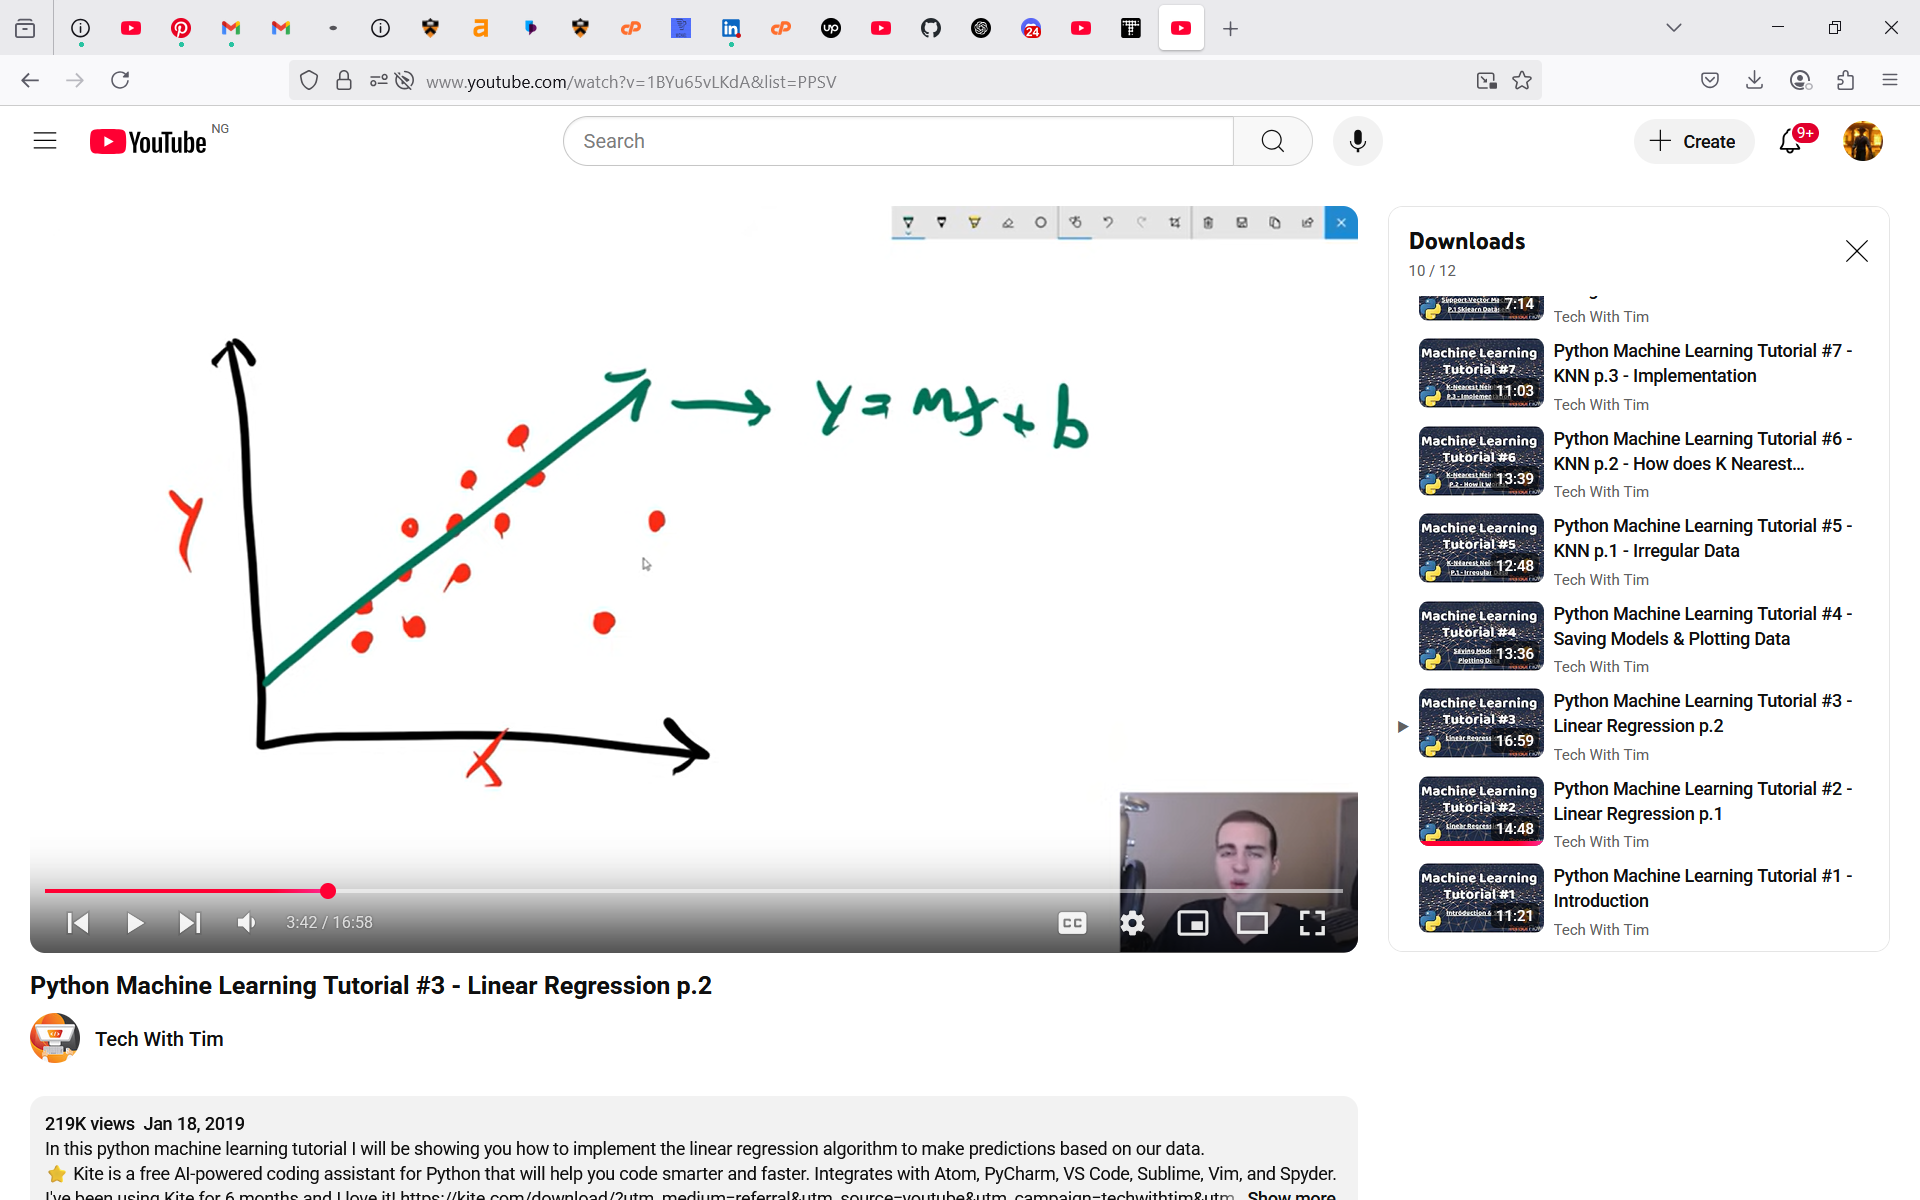 24
www.youtube.com/watch?v=1BYu65vLKdA&list=PPSV
YouTube NG
Search
Create
9+
Y
y = mx + b
X
3:42 / 16:58
CC
Downloads
10 / 12
7:14
Tech With Tim
Machine Learning
Tutorial #7
11:03
Python Machine Learning Tutorial #7 -
KNN p.3 - Implementation
Tech With Tim
Machine Learning
Tutorial #6
13:39
Python Machine Learning Tutorial #6 -
KNN p.2 - How does K Nearest...
Tech With Tim
Machine Learning
Tutorial #5
12:48
Python Machine Learning Tutorial #5 -
KNN p.1 - Irregular Data
Tech With Tim
Machine Learning
Tutorial #4
13:36
Python Machine Learning Tutorial #4 -
Saving Models & Plotting Data
Tech With Tim
Machine Learning
Tutorial #3
16:59
Python Machine Learning Tutorial #3 -
Linear Regression p.2
Tech With Tim
Machine Learning
Tutorial #2
14:48
Python Machine Learning Tutorial #2 -
Linear Regression p.1
Tech With Tim
Machine Learning
Tutorial #1
11:21
Python Machine Learning Tutorial #1 -
Introduction
Tech With Tim
Python Machine Learning Tutorial #3 - Linear Regression p.2
Tech With Tim
219K views Jan 18, 2019
In this python machine learning tutorial I will be showing you how to implement the linear regression algorithm to make predictions based on our data.
⭐ Kite is a free AI-powered coding assistant for Python that will help you code smarter and faster. Integrates with Atom, PyCharm, VS Code, Sublime, Vim, and Spyder.
I've been using Kite for 6 months and I love it! https://kite.com/download/?utm_medium=referral&utm_source=youtube&utm_campaign=techwithtim&utm_ Show more